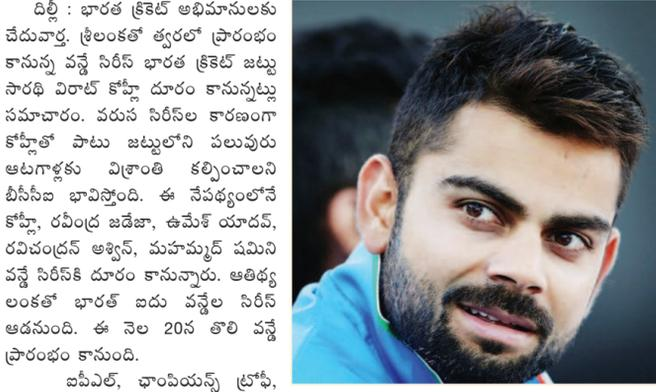 దిల్లీ : భారత క్రికెట్ అభిమానులకు
చేదువార్త. శ్రీలంకతో త్వరలో ప్రారంభం
కానున్న వన్డే సిరీస్ భారత క్రికెట్ జట్టు
సారథి విరాట్ కోహ్లీ దూరం కానున్నట్లు
సమాచారం. వరుస సిరీస్‌ల కారణంగా
కోహ్లీతో పాటు జట్టులోని పలువురు
ఆటగాళ్లకు విశ్రాంతి కల్పించాలని
బీసీసీఐ భావిస్తోంది. ఈ నేపథ్యంలోనే
కోహ్లీ, రవీంద్ర జడేజా, ఉమేశ్ యాదవ్,
రవిచంద్రన్ అశ్విన్, మహమ్మద్ షమిని
వన్డే సిరీస్‌కి దూరం కానున్నారు. ఆతిథ్య
లంకతో భారత్ ఐదు వన్డేల సిరీస్
ఆడనుంది. ఈ నెల 20న తొలి వన్డే
ప్రారంభం కానుంది.
ఐపీఎల్, ఛాంపియన్స్ ట్రోఫీ,